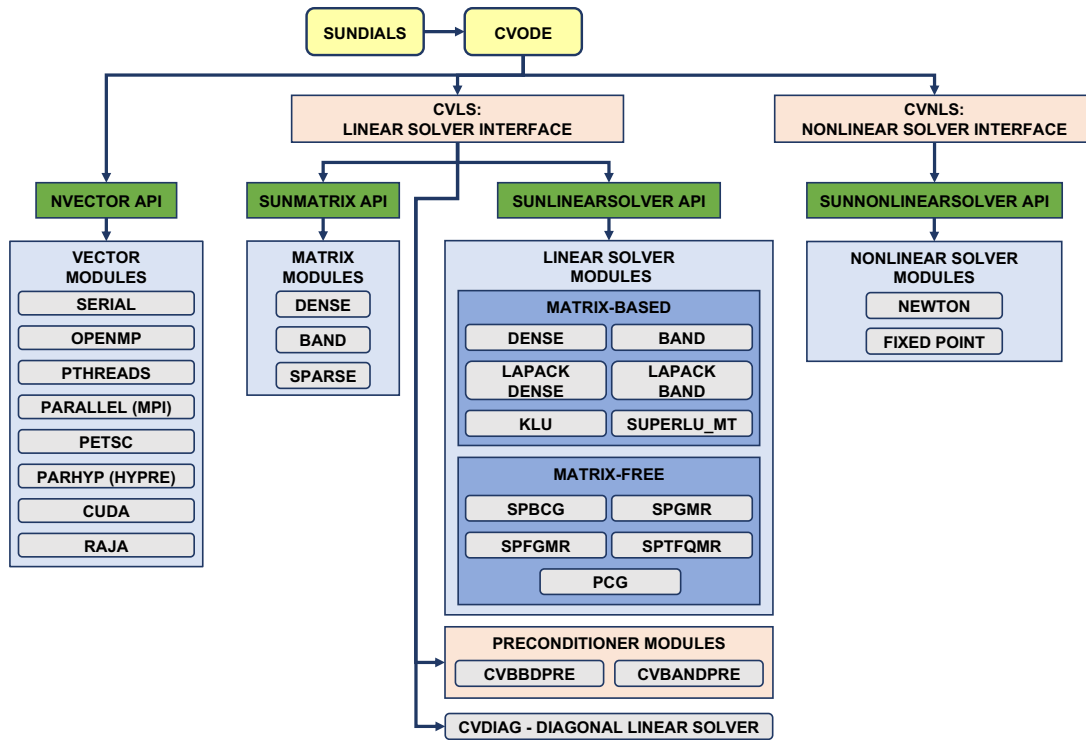 SUNDIALS
CVODE
CVLS:
LINEAR SOLVER INTERFACE
CVNLS:
NONLINEAR SOLVER INTERFACE
NVECTOR API
SUNMATRIX API
SUNLINEARSOLVER API
SUNNONLINEARSOLVER API
VECTOR
MODULES
SERIAL
OPENMP
PTHREADS
PARALLEL (MPI)
PETSC
PARHYP (HYPRE)
CUDA
RAJA
MATRIX
MODULES
DENSE
BAND
SPARSE
LINEAR SOLVER
MODULES
MATRIX-BASED
DENSE
BAND
LAPACK
DENSE
LAPACK
BAND
KLU
SUPERLU_MT
MATRIX-FREE
SPBCG
SPGMR
SPFGMR
SPTFQMR
PCG
NONLINEAR SOLVER
MODULES
NEWTON
FIXED POINT
PRECONDITIONER MODULES
CVBBDPRE
CVBANDPRE
CVDIAG - DIAGONAL LINEAR SOLVER